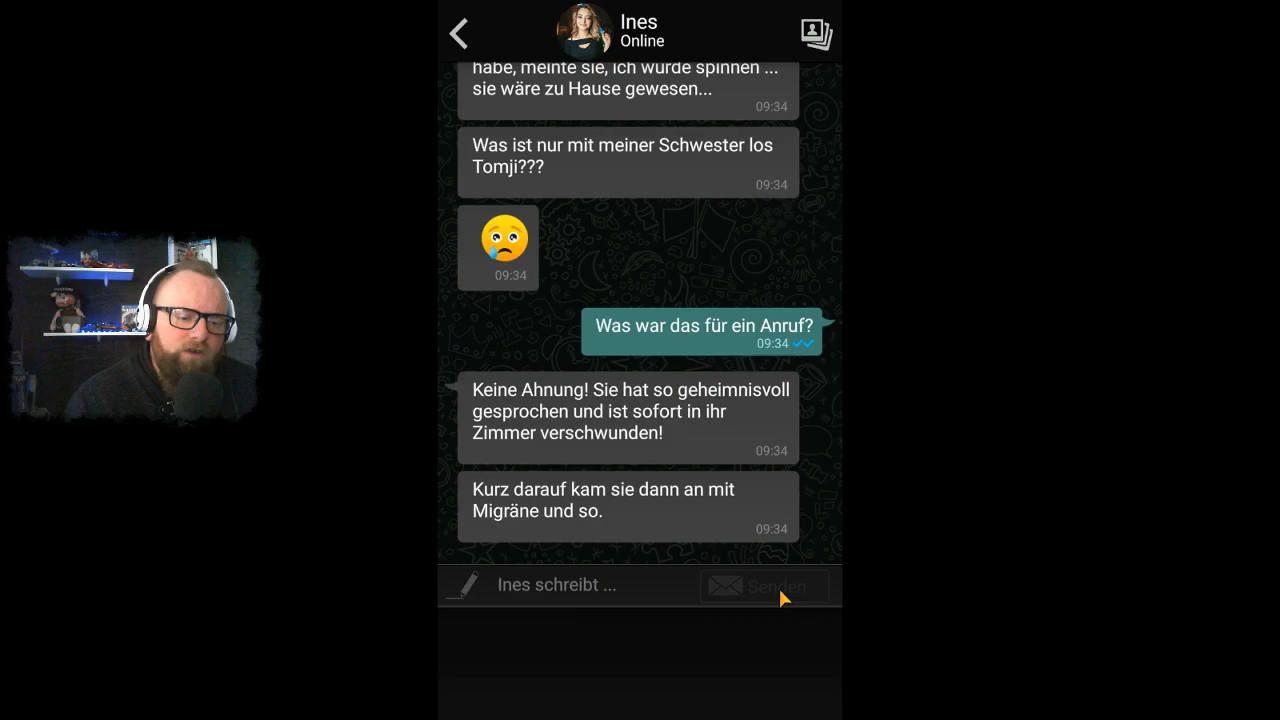 Ines
Online
habe, meinte sie, ich würde spinnen ...
sie wäre zu Hause gewesen...
09:34
Was ist nur mit meiner Schwester los
Tomji???
09:34
09:34
Was war das für ein Anruf?
09:34
Keine Ahnung! Sie hat so geheimnisvoll
gesprochen und ist sofort in ihr
Zimmer verschwunden!
09:34
Kurz darauf kam sie dann an mit
Migräne und so.
09:34
Ines schreibt ...
Senden